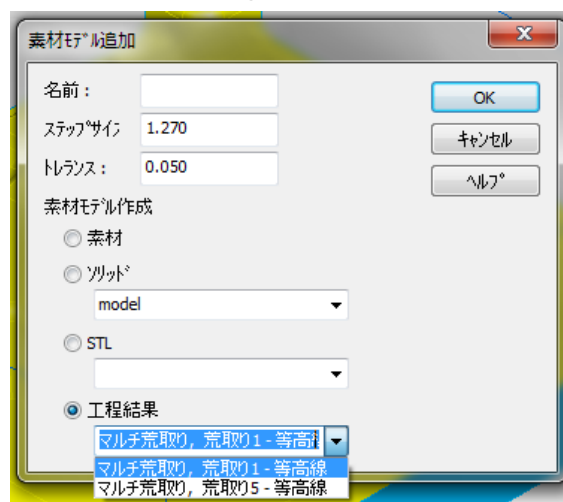 素材ﾓﾃﾞﾙ追加
名前：
OK
ｽﾃｯﾌﾟｻｲｽﾞ 1.270
ｷｬﾝｾﾙ
ﾄﾚﾗﾝｽ： 0.050
ﾍﾙﾌﾟ
素材ﾓﾃﾞﾙ作成
素材
ｿﾘｯﾄﾞ
model
STL
工程結果
マルチ荒取り, 荒取り1 - 等高線
マルチ荒取り, 荒取り1 - 等高線
マルチ荒取り, 荒取り5 - 等高線